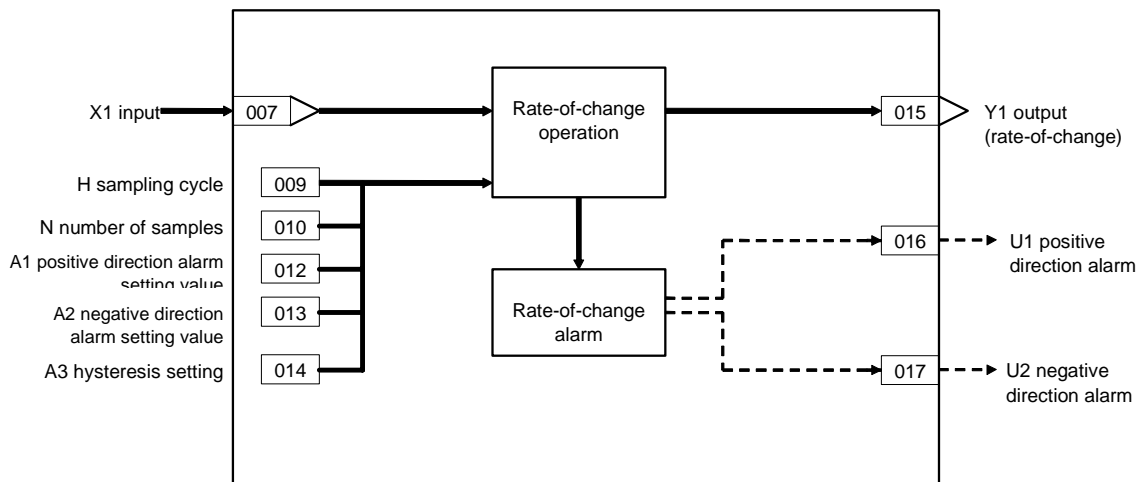 X1 input
007
Rate-of-change
operation
015
Y1 output
(rate-of-change)
H sampling cycle
009
N number of samples
010
A1 positive direction alarm
setting value
012
A2 negative direction
alarm setting value
013
A3 hysteresis setting
014
Rate-of-change
alarm
016
U1 positive
direction alarm
017
U2 negative
direction alarm